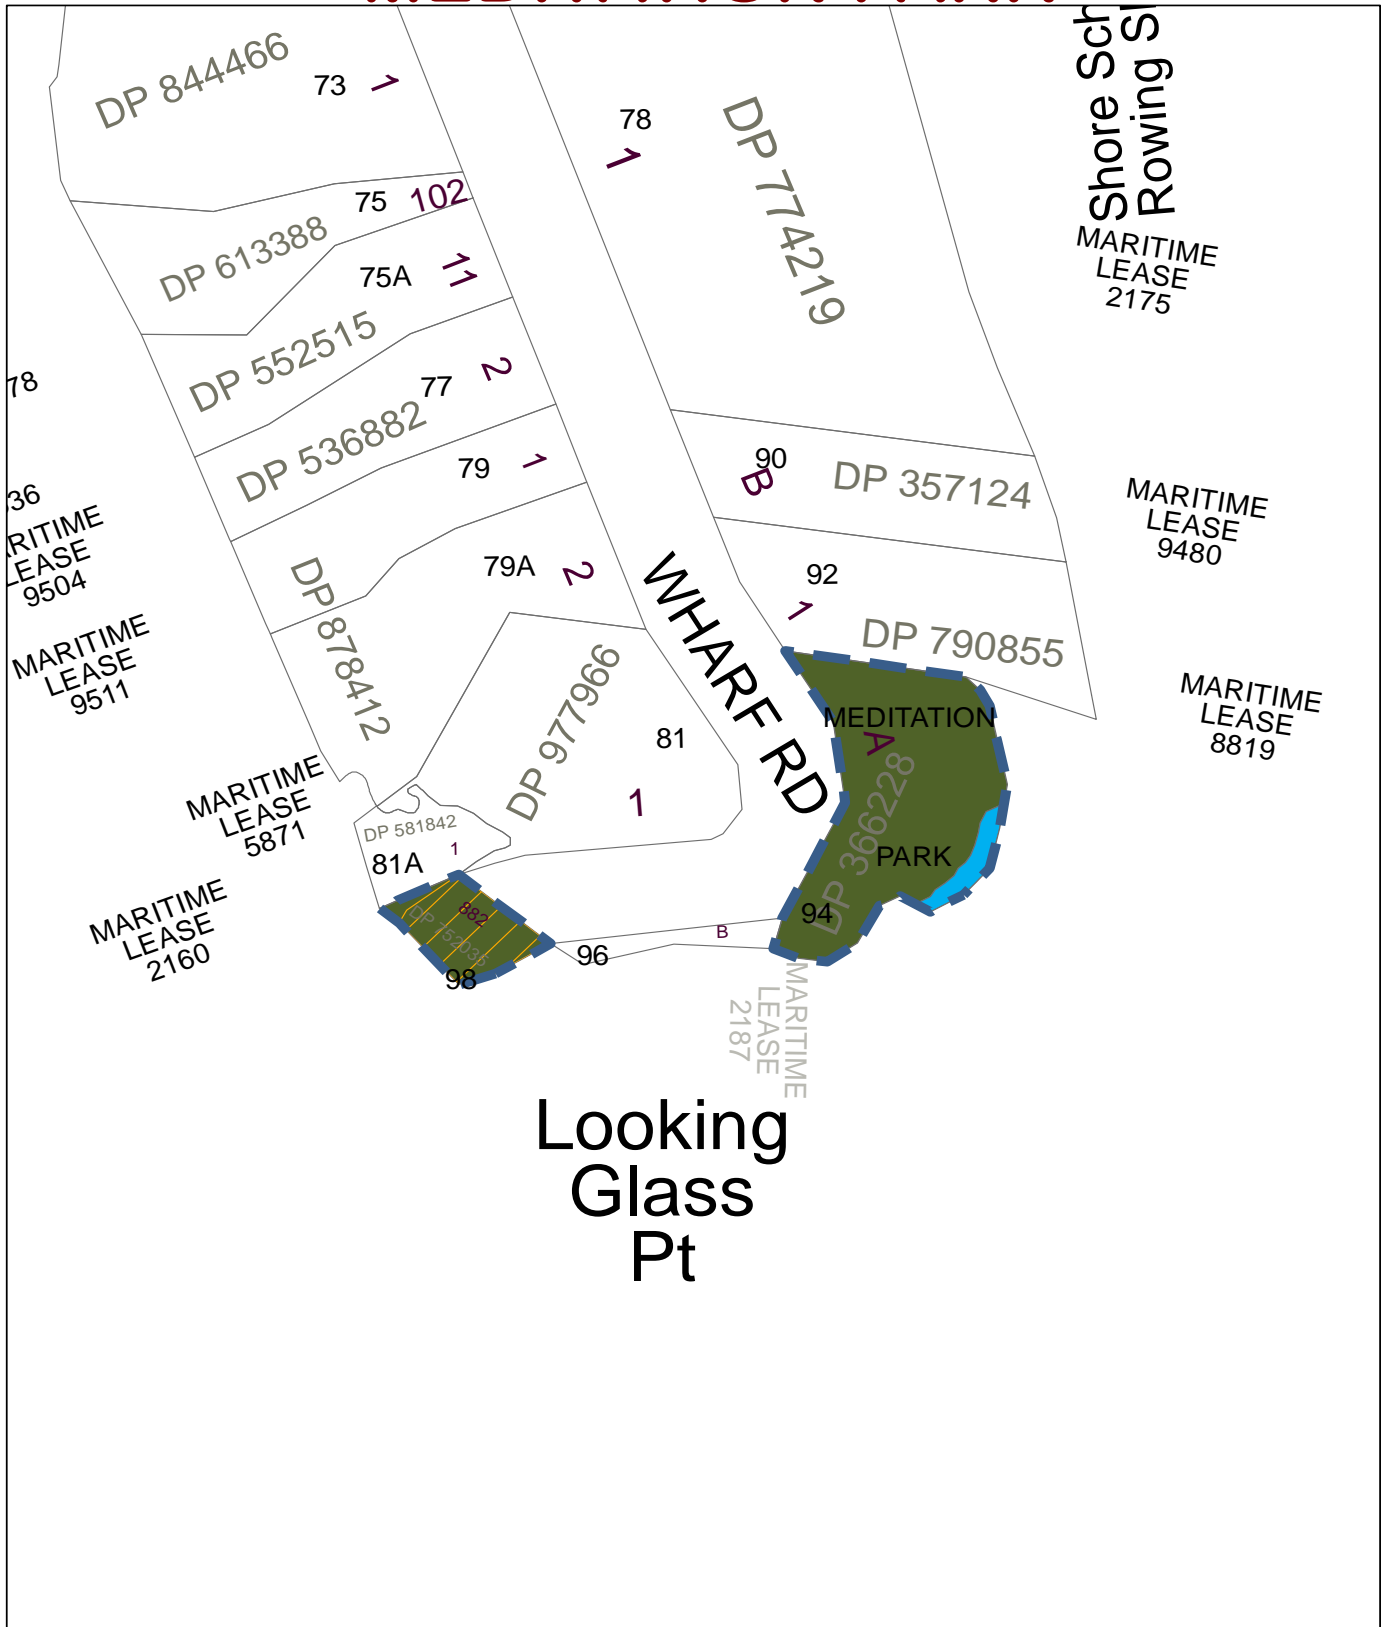 Shore Sch
Rowing
DP 844466
73
1
78
1
DP 774219
75
102
DP 613388
75A
11
MARITIME
LEASE
2175
DP 552515
77
2
78
DP 536882
79
1
90
B
DP 357124
36
RITIME
LEASE
9504
MARITIME
LEASE
9480
DP 878412
79A
2
WHARF RD
92
1
DP 790855
MARITIME
LEASE
9511
DP 977966
81
1
MEDITATION
A
DP 366228
PARK
94
MARITIME
LEASE
8819
MARITIME
LEASE
5871
DP 581842
1
81A
882
DP 752035
98
96
B
MARITIME
LEASE
2160
MARITIME
LEASE
2187
Looking
Glass
Pt